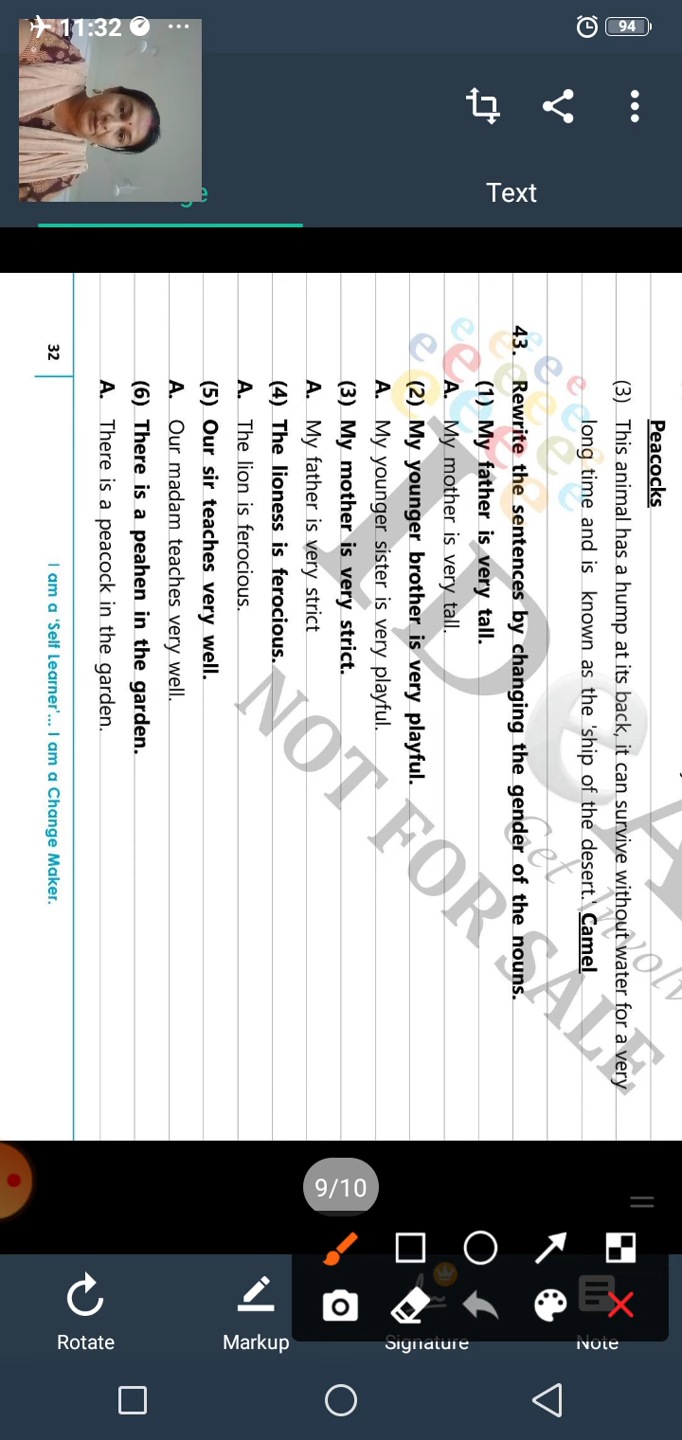 11:32
94
ge
Text
Peacocks
(3) This animal has a hump at its back, it can survive without water for a very
long time and is known as the 'ship of the desert.' Camel
43. Rewrite the sentences by changing the gender of the nouns.
(1) My father is very tall.
A. My mother is very tall.
(2) My younger brother is very playful.
A. My younger sister is very playful.
(3) My mother is very strict.
A. My father is very strict
(4) The lioness is ferocious.
A. The lion is ferocious.
(5) Our sir teaches very well.
A. Our madam teaches very well.
(6) There is a peahen in the garden.
A. There is a peacock in the garden.
32
I am a 'Self Learner'... I am a Change Maker.
IDeA
Get Involv
NOT FOR SALE
9/10
Rotate
Markup
Signature
Note